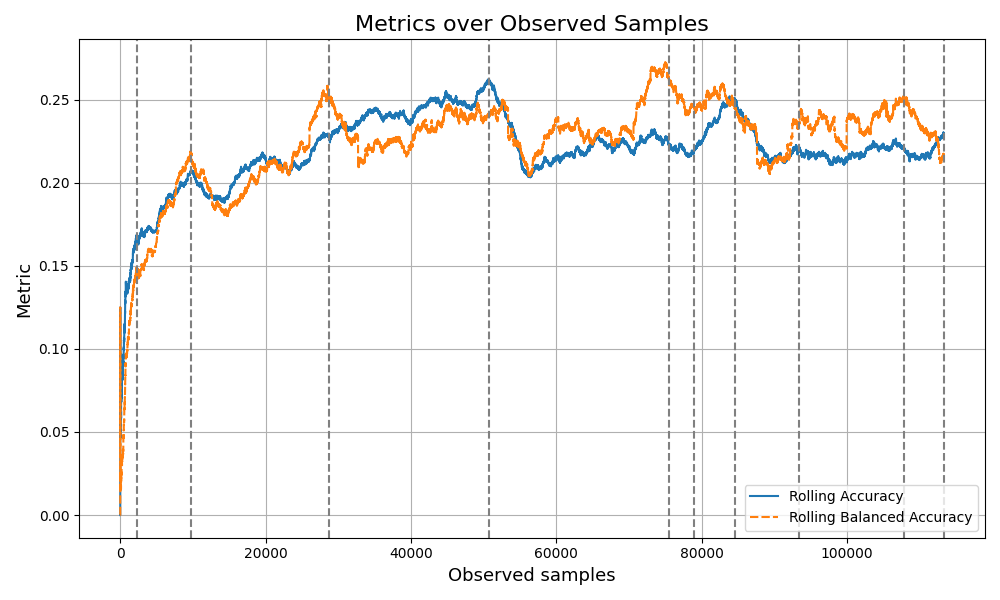 Metrics over Observed Samples
Metric
0.25
0.20
0.15
0.10
0.05
0.00
0 20000 40000 60000 80000 100000
Observed samples
Rolling Accuracy
Rolling Balanced Accuracy